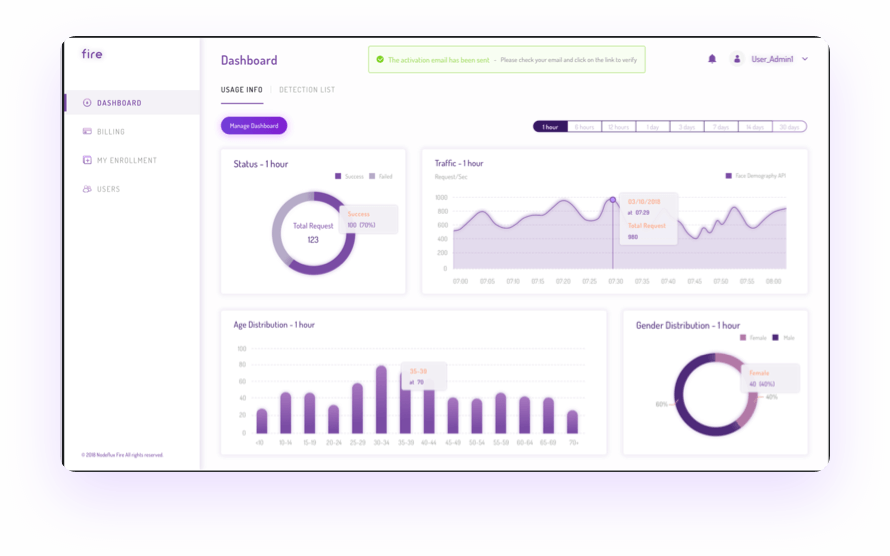 fire
Dashboard
The activation email has been sent - Please check your email and click on the link to verify
User_Admin1
USAGE INFO
DETECTION LIST
DASHBOARD
BILLING
MY ENROLLMENT
USERS
Manage Dashboard
1 hour 6 hours 12 hours 1 day 3 days 7 days 14 days 30 days
Status - 1 hour
Success Failed
Total Request
123
Success
100 (70%)
Traffic - 1 hour
Request/Sec
Face Demography API
1000
800
600
400
200
0
07:00 07:05 07:10 07:15 07:20 07:25 07:30 07:35 07:40 07:45 07:50 07:55 08:00
03/10/2018
at 07:29
Total Request
980
Age Distribution - 1 hour
100
80
60
40
20
0
<10 10-14 15-19 20-24 25-29 30-34 35-39 40-44 45-49 50-54 55-59 60-64 65-69 70+
35-39
at 70
Gender Distribution - 1 hour
Female Male
Female
40 (40%)
60%
40%
© 2018 Nodeflux Fire All rights reserved.